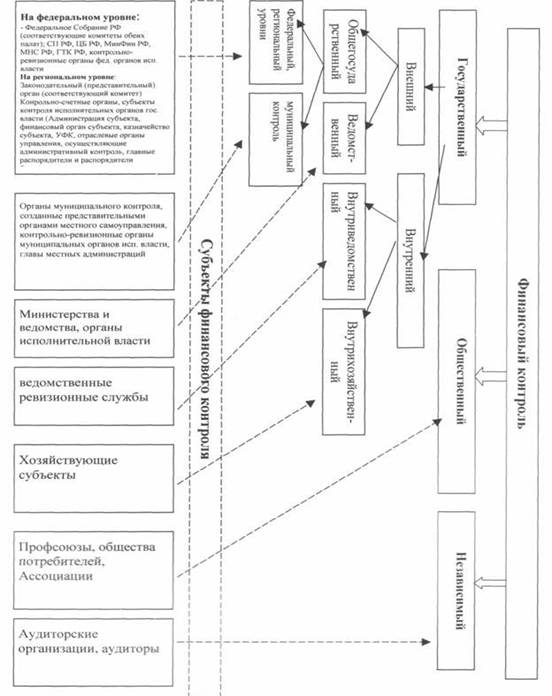 На федеральном уровне:
- Федеральное Собрание РФ
(соответствующие комитеты обеих
палат); СП РФ, ЦБ РФ, МинФин РФ,
МНС РФ, ГТК РФ, контрольно-
ревизионные органы фед. органов исп.
власти
На региональном уровне:
Законодательный (представительный)
орган (соответствующий комитет)
Конрольно-счетные органы, субъекты
контроля исполнительных органов гос.
власти (Администрация субъекта,
финансовый орган субъекта, казначейство
субъекта, УФК, отраслевые органы
управления, осуществляющие
административный контроль, главные
распорядители и распорядители
Органы муниципального контроля,
созданные представительными
органами местного самоуправления,
контрольно-ревизионные органы
муниципальных органов исп. власти,
главы местных администраций
Министерства и
ведомства, органы
исполнительной власти
ведомственные
ревизионные службы
Хозяйствующие
субъекты
Профсоюзы, общества
потребителей,
Ассоциации
Аудиторские
организации, аудиторы
Субъекты финансового контроля
Федеральный,
региональный
уровни
муниципальный
контроль
Общегосуда
рственный
Ведомст-
венный
Внутриведомствен
ный
Внутрихозяйствен-
ный
Внешний
Внутренний
Государственный
Общественный
Независимый
Финансовый контроль